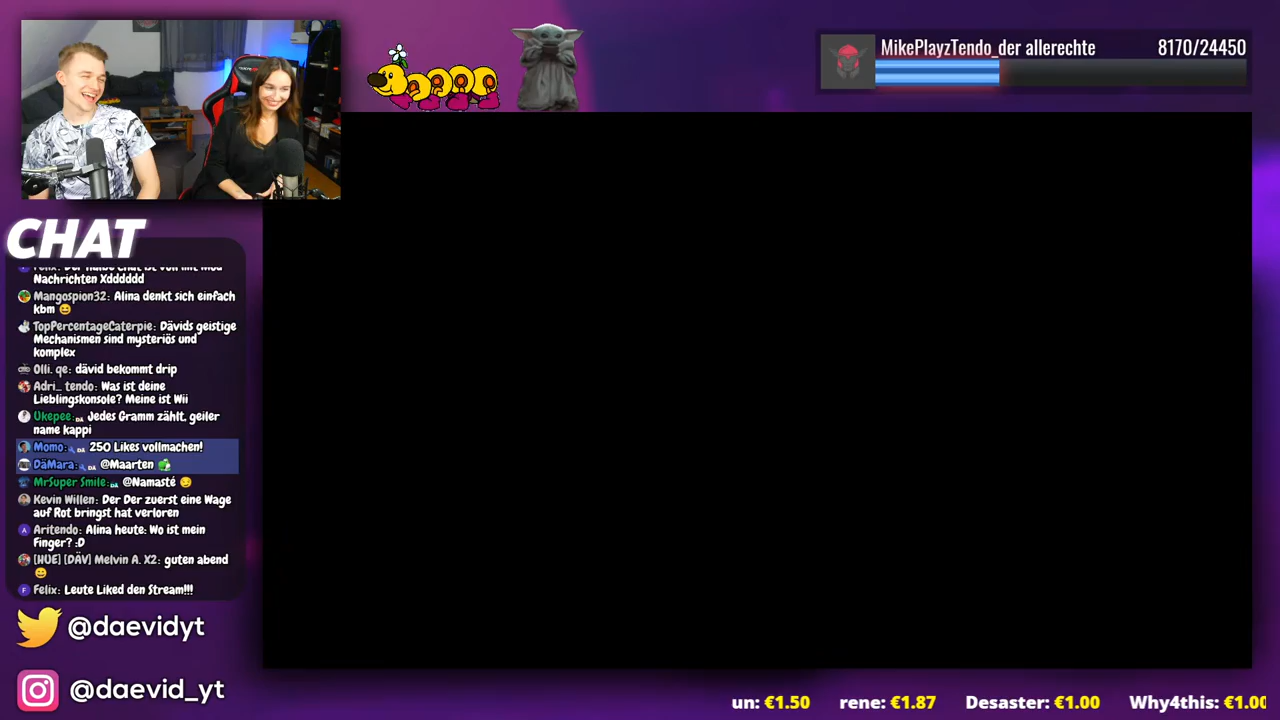 MikePlayzTendo_der allerechte 8170/24450
CHAT
Nachrichten Xdddddd
Mangospion32: Alina denkt sich einfach
kbm 😆
TopPercentageCaterpie: Dävids geistige
Mechanismen sind mysteriös und
komplex
Olli. qe: dävid bekommt drip
Adri_ tendo: Was ist deine
Lieblingskonsole? Meine ist Wii
Ukepee: Jedes Gramm zählt, geiler
name kappi
Momo: 250 Likes vollmachen!
DäMara: @Maarten
MrSuper Smile: @Namasté 😏
Kevin Willen: Der Der zuerst eine Wage
auf Rot bringst hat verloren
Aritendo: Alina heute: Wo ist mein
Finger? :D
[HUE] [DÄV] Melvin A. X2: guten abend
😄
Felix: Leute Liked den Stream!!!
@daevidyt
@daevid_yt
un: €1.50 rene: €1.87 Desaster: €1.00 Why4this: €1.00